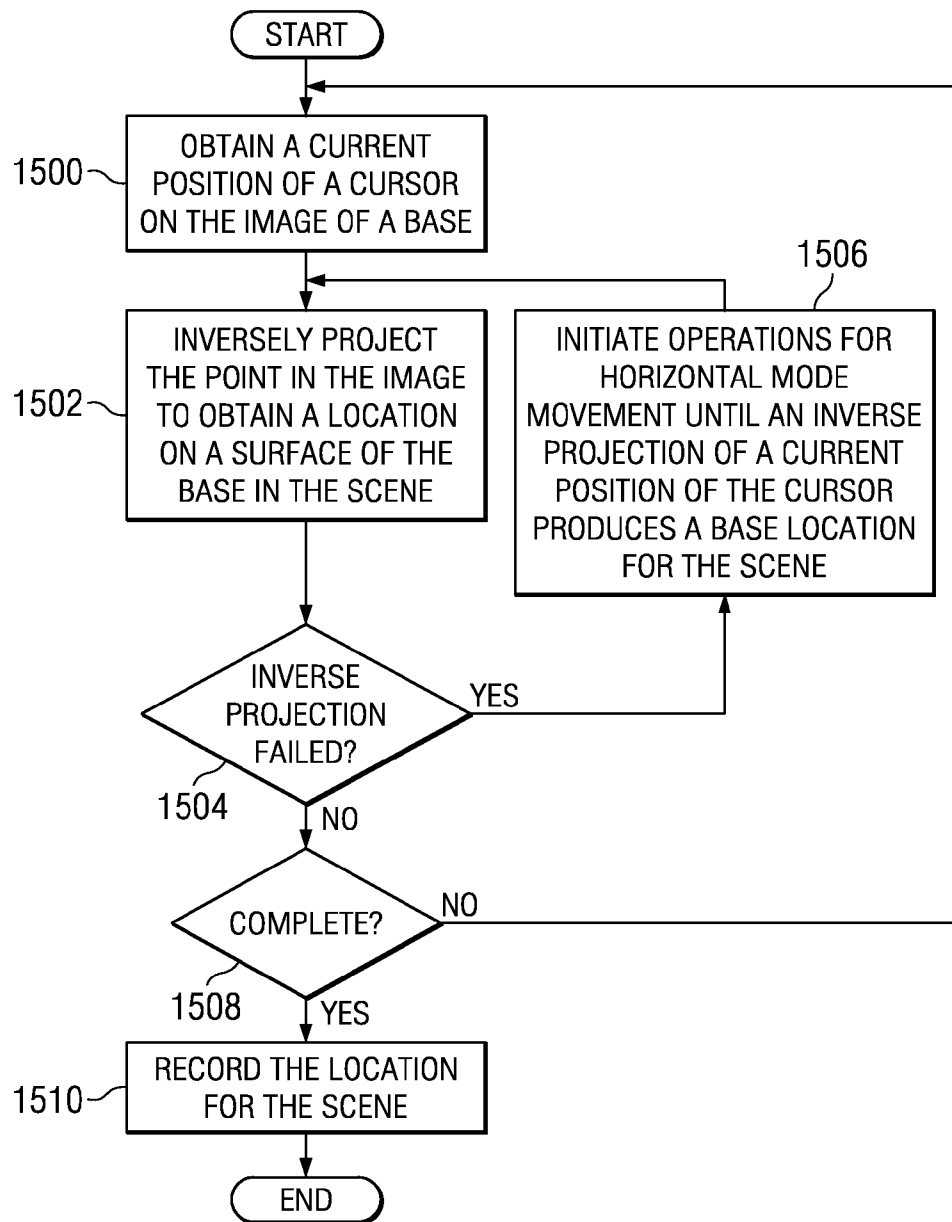 START
1500
OBTAIN A CURRENT
POSITION OF A CURSOR
ON THE IMAGE OF A BASE
1506
1502
INVERSELY PROJECT
THE POINT IN THE IMAGE
TO OBTAIN A LOCATION
ON A SURFACE OF THE
BASE IN THE SCENE
INITIATE OPERATIONS FOR
HORIZONTAL MODE
MOVEMENT UNTIL AN INVERSE
PROJECTION OF A CURRENT
POSITION OF THE CURSOR
PRODUCES A BASE LOCATION
FOR THE SCENE
INVERSE
PROJECTION
FAILED?
YES
1504
NO
COMPLETE?
NO
1508
YES
1510
RECORD THE LOCATION
FOR THE SCENE
END